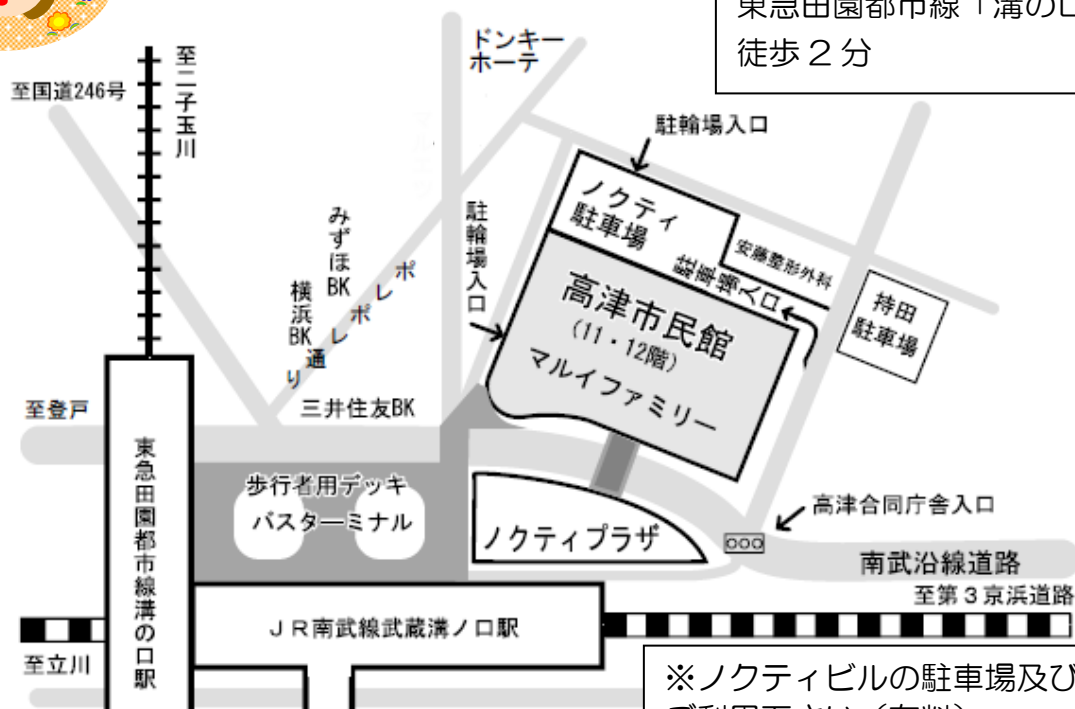 東急田園都市線「溝の口
徒歩２分
ドンキー
ホーテ
至二子玉川
至国道246号
駐輪場入口
ノクティ
駐車場
安藤整形外科
駐車場入口
持田
駐車場
駐輪場入口
高津市民館
(11・12階)
マルイファミリー
みずほBK
横浜BK
ポレポレ通り
三井住友BK
至登戸
東急田園都市線溝の口駅
歩行者用デッキ
バスターミナル
ノクティプラザ
高津合同庁舎入口
南武沿線道路
至第３京浜道路
ＪＲ南武線武蔵溝ノ口駅
至立川
※ノクティビルの駐車場及び